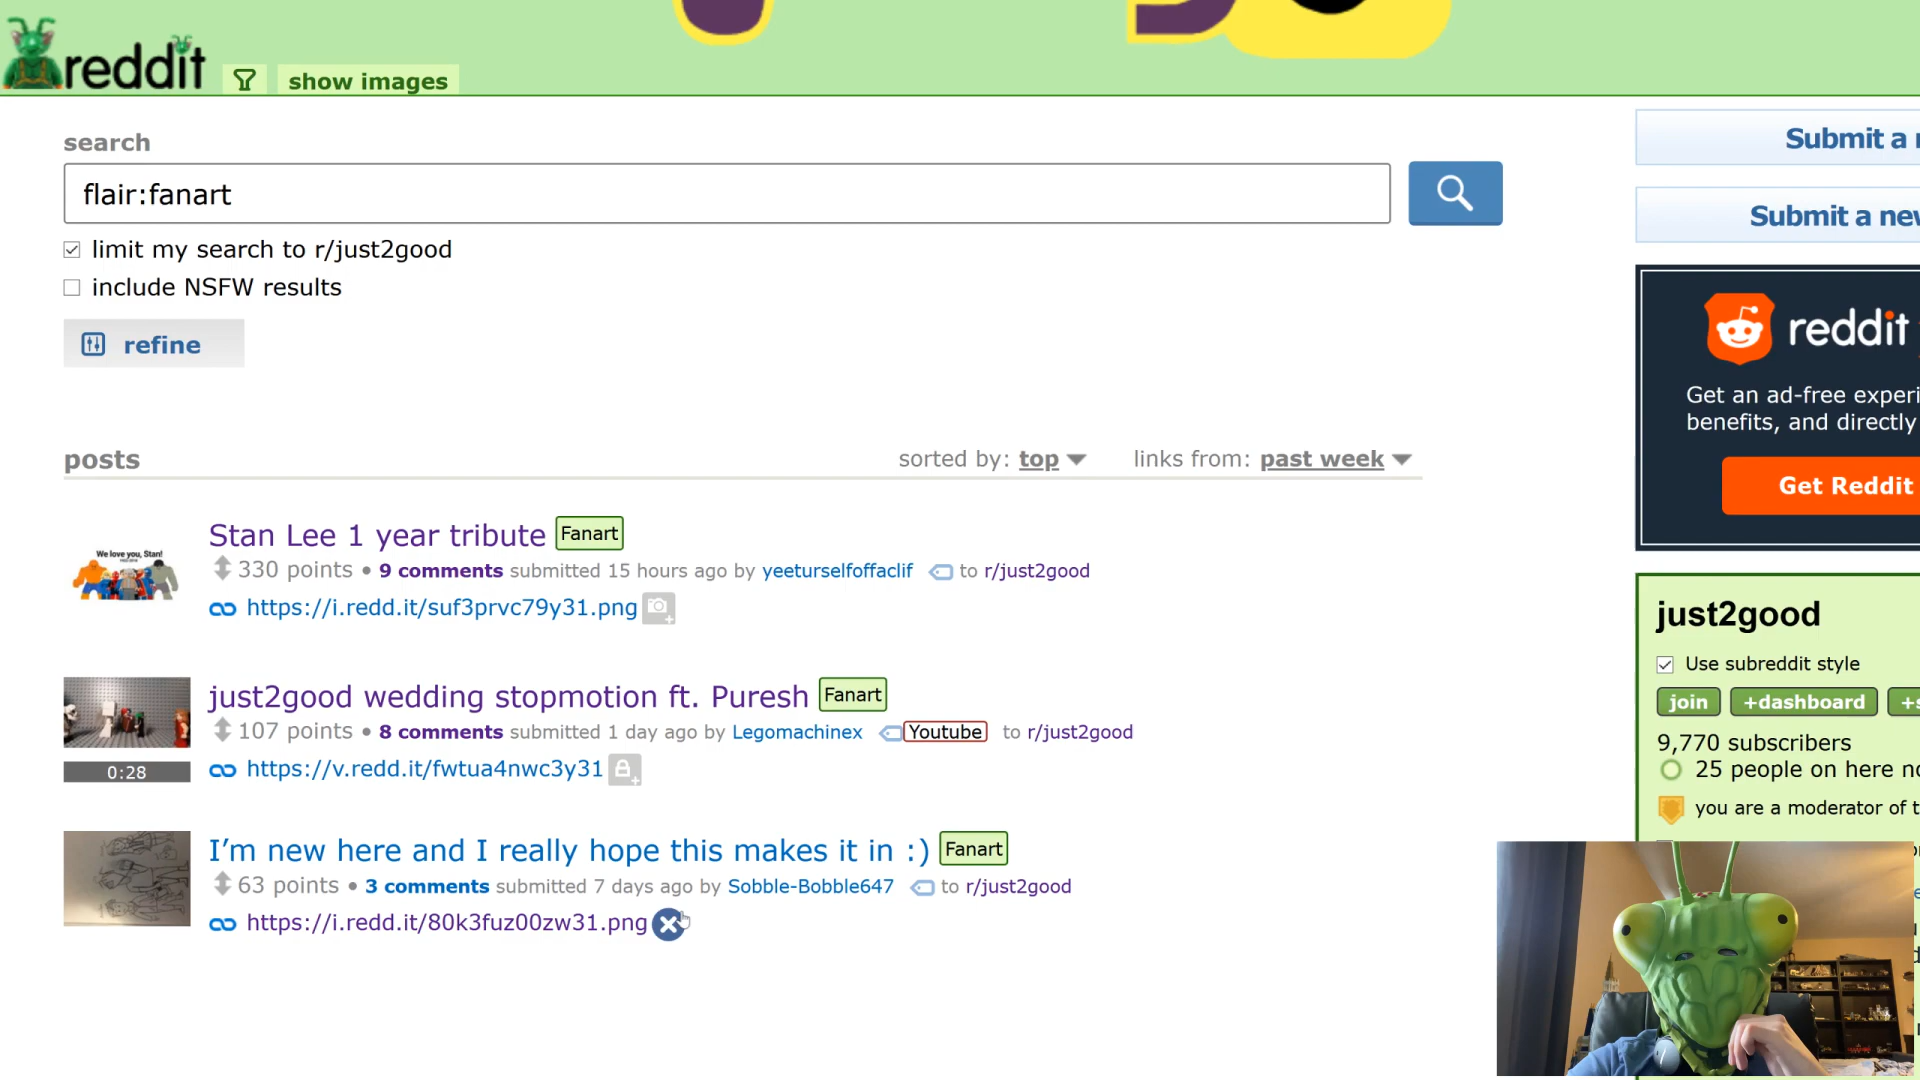 reddit
show images
search
flair:fanart
limit my search to r/just2good
include NSFW results
refine
posts
sorted by: top
links from: past week
We love you, Stan!
Stan Lee 1 year tribute Fanart
330 points • 9 comments submitted 15 hours ago by yeeturselfoffaclif to r/just2good
https://i.redd.it/suf3prvc79y31.png
just2good wedding stopmotion ft. Puresh Fanart
107 points • 8 comments submitted 1 day ago by Legomachinex Youtube to r/just2good
0:28
https://v.redd.it/fwtua4nwc3y31
I’m new here and I really hope this makes it in :) Fanart
63 points • 3 comments submitted 7 days ago by Sobble-Bobble647 to r/just2good
https://i.redd.it/80k3fuz00zw31.png
Submit a
Submit a new
reddit
Get an ad-free
benefits, and directly
Get Reddit
just2good
Use subreddit style
join +dashboard
9,770 subscribers
25 people on here
you are a moderator of